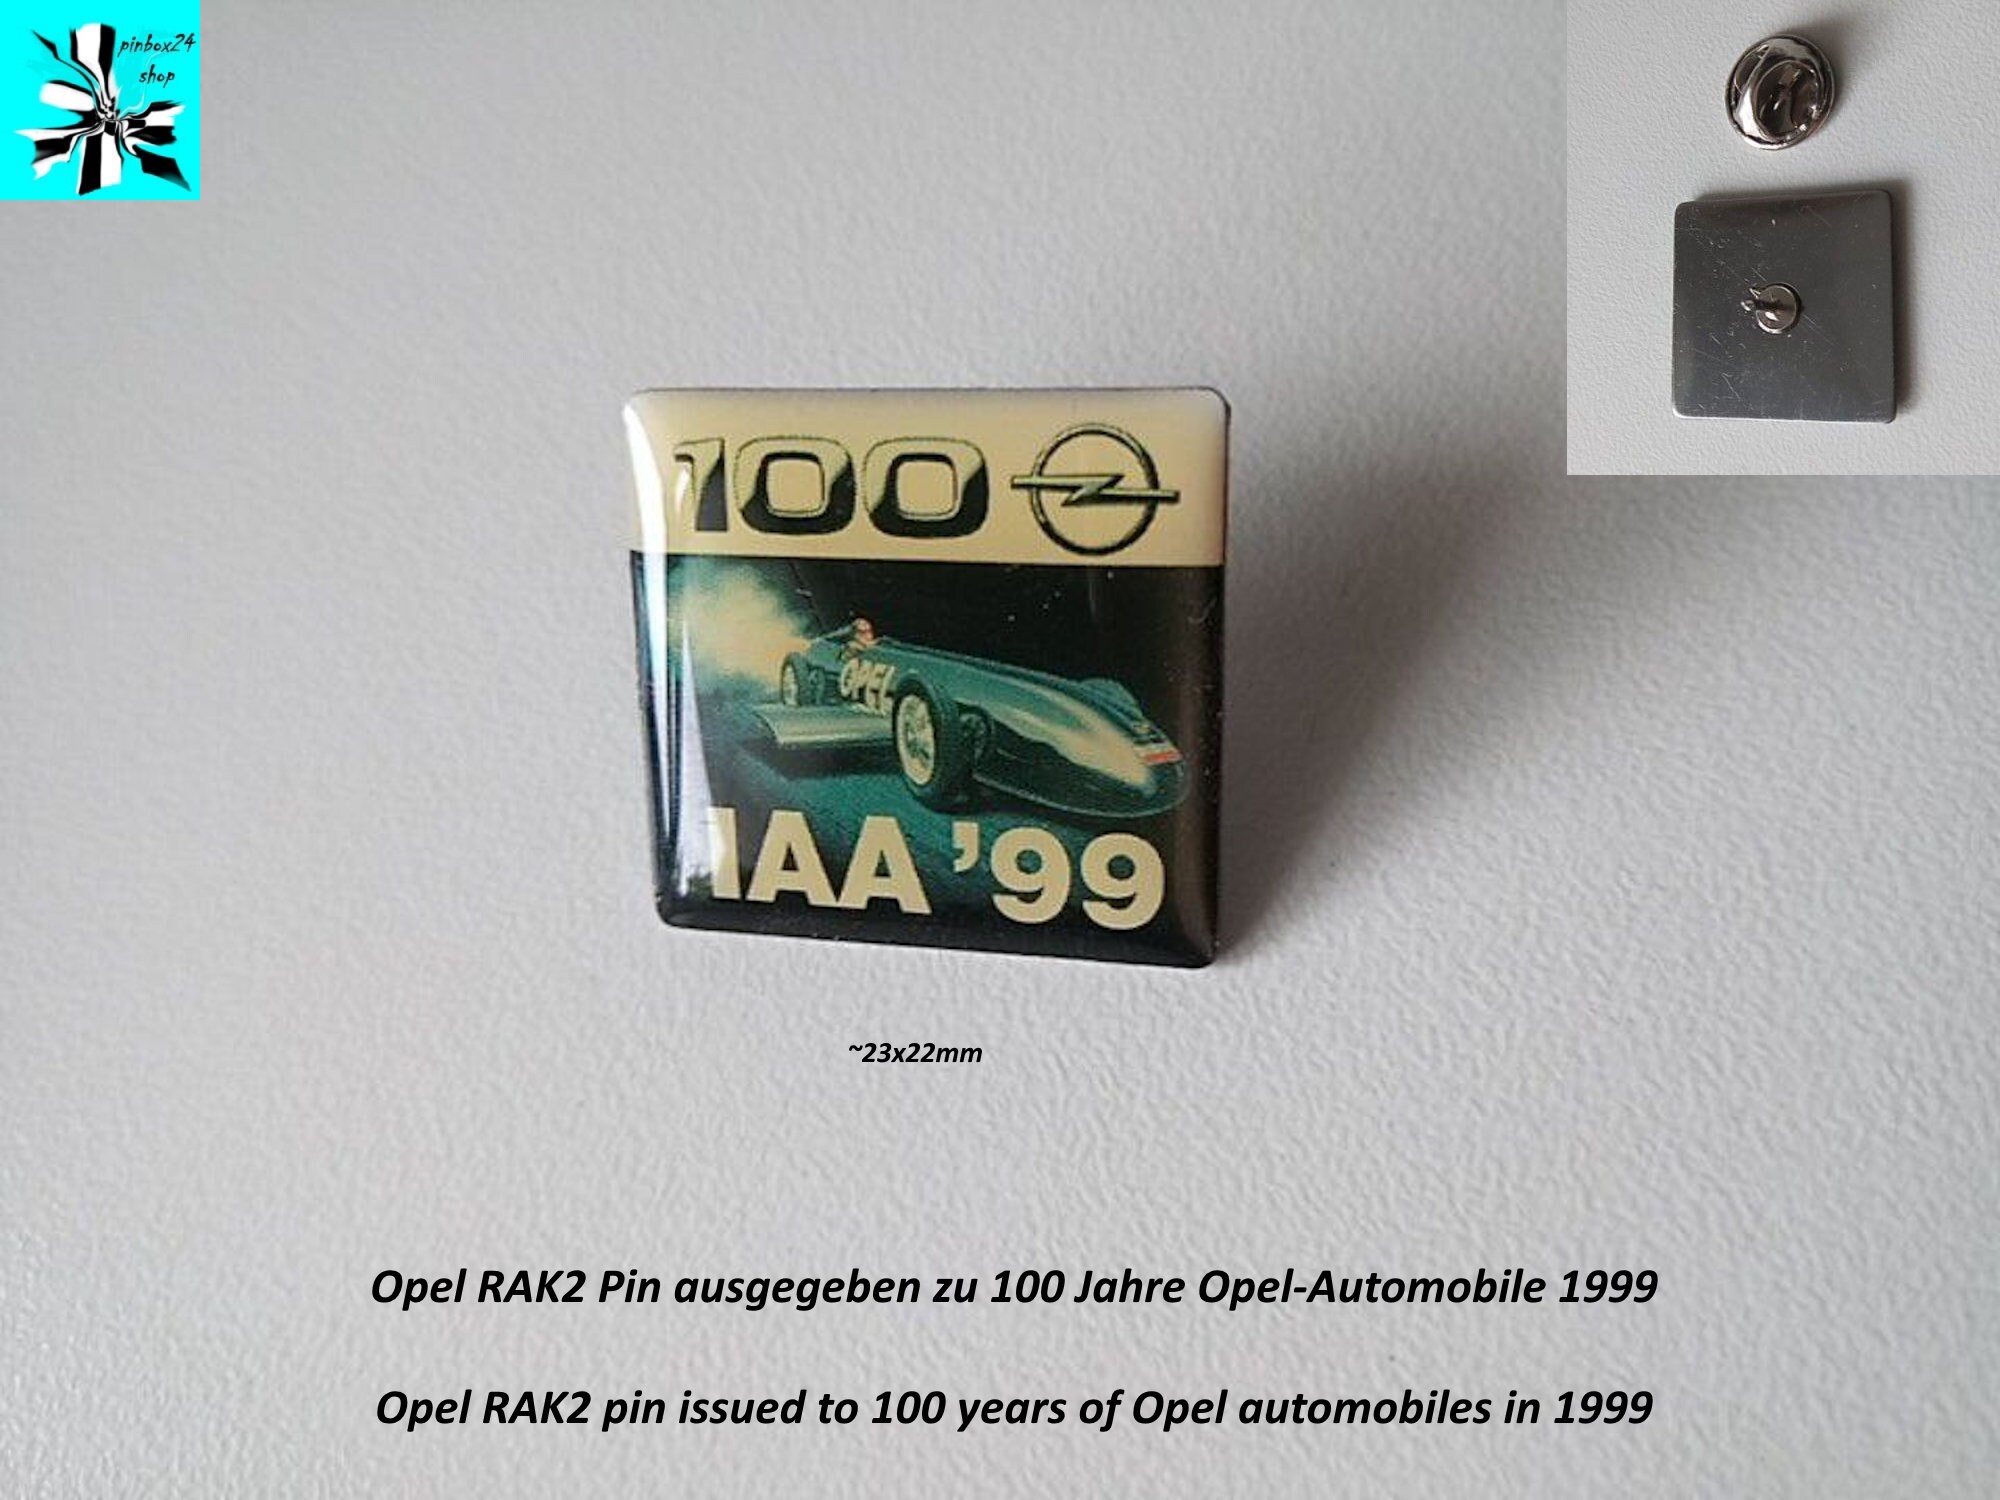 pinbox24
shop
100
OPEL
IAA '99
~23x22mm
Opel RAK2 Pin ausgegeben zu 100 Jahre Opel-Automobile 1999
Opel RAK2 pin issued to 100 years of Opel automobiles in 1999